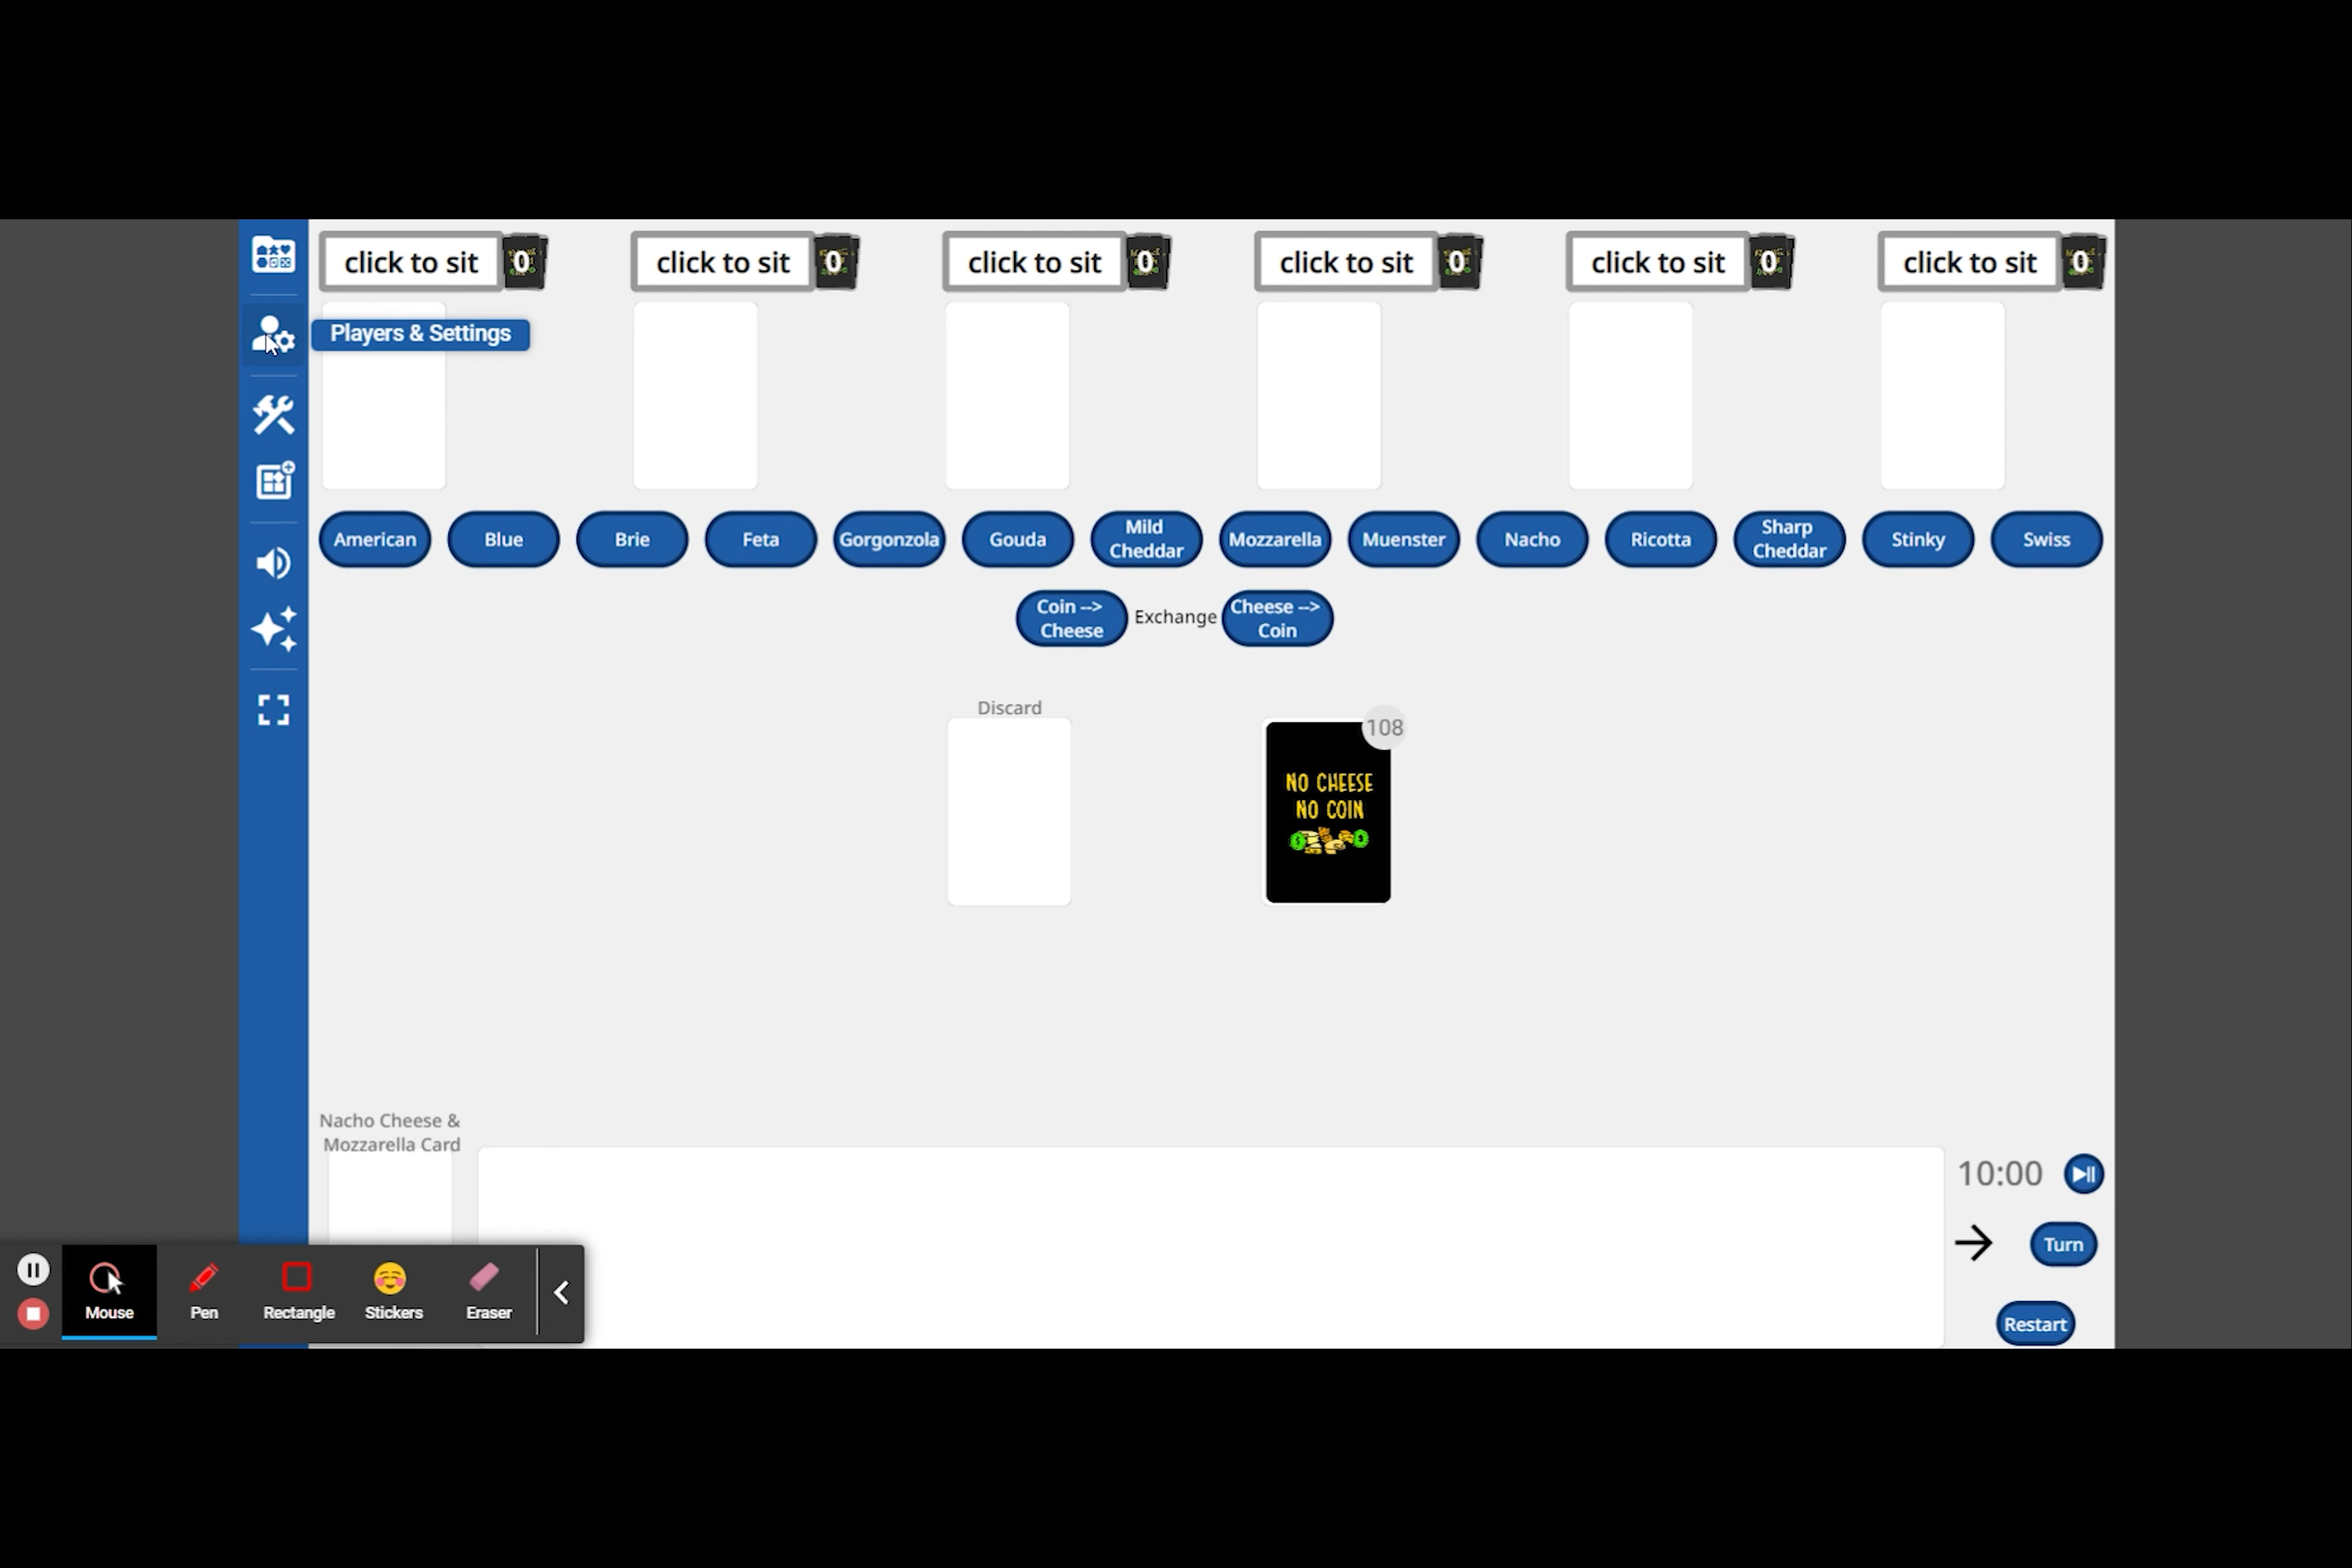 click to sit 0 click to sit 0 click to sit 0 click to sit 0 click to sit 0 click to sit 0
Players & Settings
American Blue Brie Feta Gorgonzola Gouda Mild Cheddar Mozzarella Muenster Nacho Ricotta Sharp Cheddar Stinky Swiss
Coin --> Cheese Exchange Cheese --> Coin
Discard
108
NO CHEESE
NO COIN
Nacho Cheese &
Mozzarella Card
10:00
Turn
Restart
Mouse Pen Rectangle Stickers Eraser